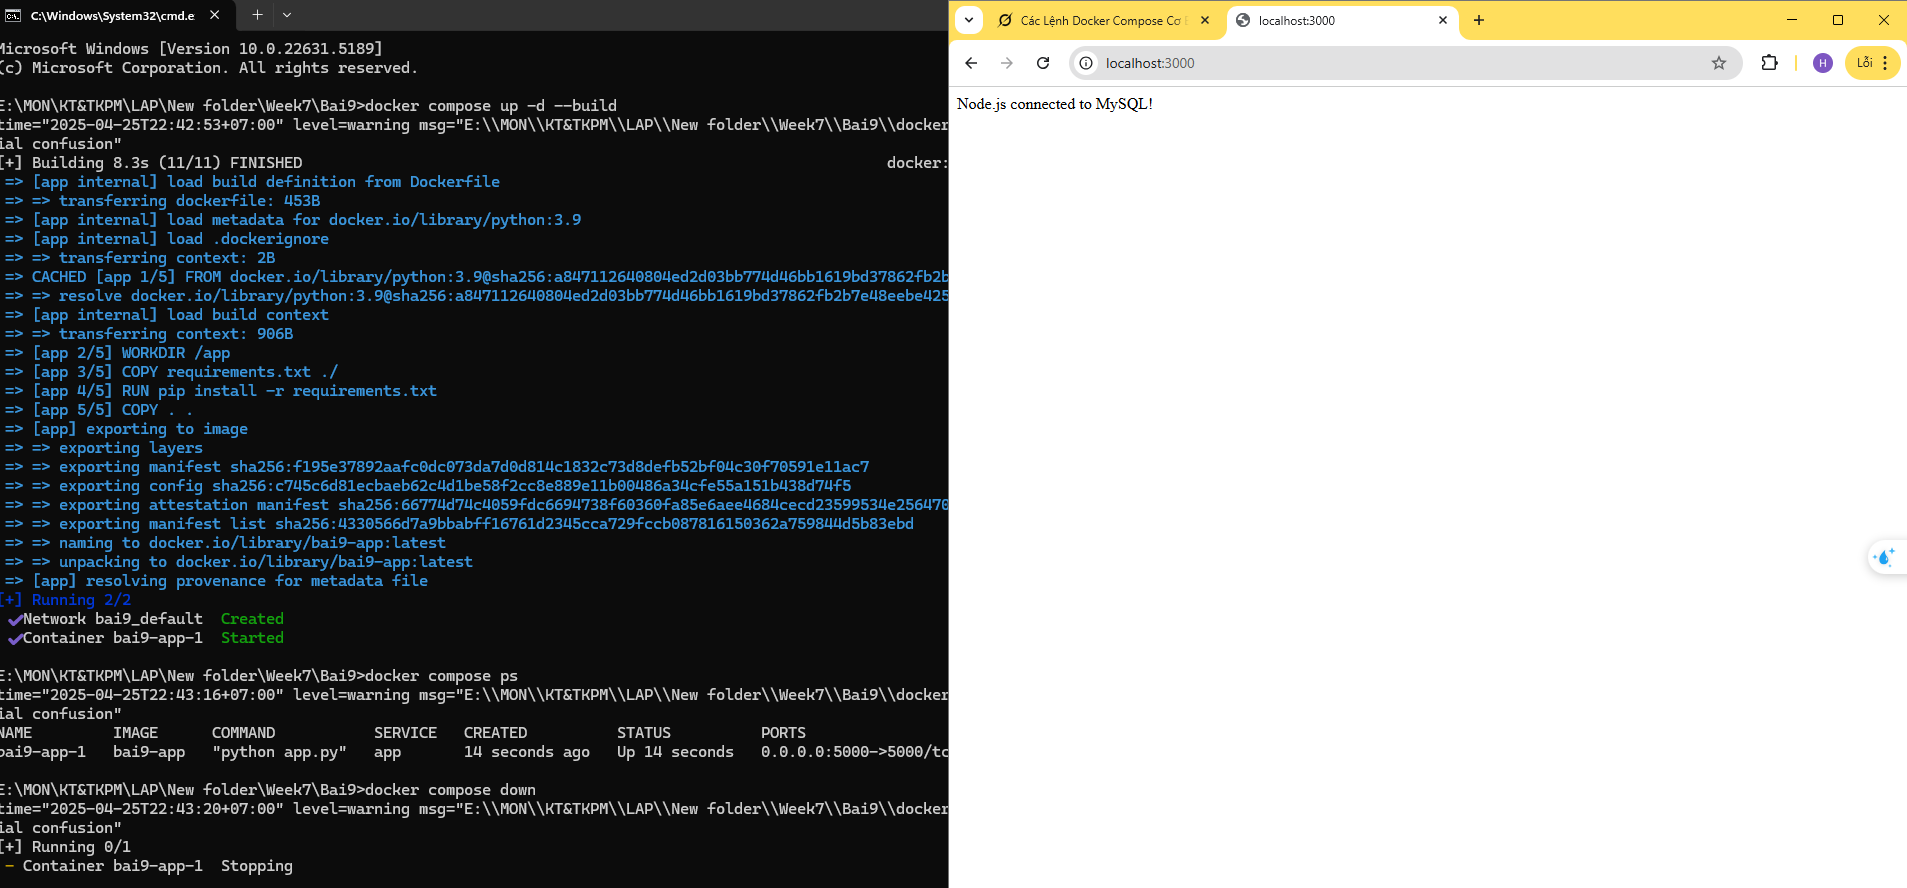 C:\Windows\System32\cmd.e
Microsoft Windows [Version 10.0.22631.5189]
(c) Microsoft Corporation. All rights reserved.
E:\MON\KT&TKPM\LAP\New folder\Week7\Bai9>docker compose up -d --build
time="2025-04-25T22:42:53+07:00" level=warning msg="E:\\MON\\KT&TKPM\\LAP\\New folder\\Week7\\Bai9\\docker
ial confusion"
[+] Building 8.3s (11/11) FINISHED docker:
=> [app internal] load build definition from Dockerfile
=> => transferring dockerfile: 453B
=> [app internal] load metadata for docker.io/library/python:3.9
=> [app internal] load .dockerignore
=> => transferring context: 2B
=> CACHED [app 1/5] FROM docker.io/library/python:3.9@sha256:a847112640804ed2d03bb774d46bb1619bd37862fb2b
=> => resolve docker.io/library/python:3.9@sha256:a847112640804ed2d03bb774d46bb1619bd37862fb2b7e48eebe425
=> [app internal] load build context
=> => transferring context: 906B
=> [app 2/5] WORKDIR /app
=> [app 3/5] COPY requirements.txt ./
=> [app 4/5] RUN pip install -r requirements.txt
=> [app 5/5] COPY . .
=> [app] exporting to image
=> => exporting layers
=> => exporting manifest sha256:f195e37892aafc0dc073da7d0d814c1832c73d8defb52bf04c30f70591e11ac7
=> => exporting config sha256:c745c6d81ecbaeb62c4d1be58f2cc8e889e11b00486a34cfe55a151b438d74f5
=> => exporting attestation manifest sha256:66774d74c4059fdc6694738f60360fa85e6aee4684cecd23599534e256470
=> => exporting manifest list sha256:4330566d7a9bbabff16761d2345cca729fccb087816150362a759844d5b83ebd
=> => naming to docker.io/library/bai9-app:latest
=> => unpacking to docker.io/library/bai9-app:latest
=> [app] resolving provenance for metadata file
[+] Running 2/2
✔Network bai9_default Created
✔Container bai9-app-1 Started
E:\MON\KT&TKPM\LAP\New folder\Week7\Bai9>docker compose ps
time="2025-04-25T22:43:16+07:00" level=warning msg="E:\\MON\\KT&TKPM\\LAP\\New folder\\Week7\\Bai9\\docker
ial confusion"
NAME IMAGE COMMAND SERVICE CREATED STATUS PORTS
bai9-app-1 bai9-app "python app.py" app 14 seconds ago Up 14 seconds 0.0.0.0:5000->5000/tc
E:\MON\KT&TKPM\LAP\New folder\Week7\Bai9>docker compose down
time="2025-04-25T22:43:20+07:00" level=warning msg="E:\\MON\\KT&TKPM\\LAP\\New folder\\Week7\\Bai9\\docker
ial confusion"
[+] Running 0/1
- Container bai9-app-1 Stopping
Các Lệnh Docker Compose Cơ
localhost:3000
localhost:3000
H
Lỗi
Node.js connected to MySQL!